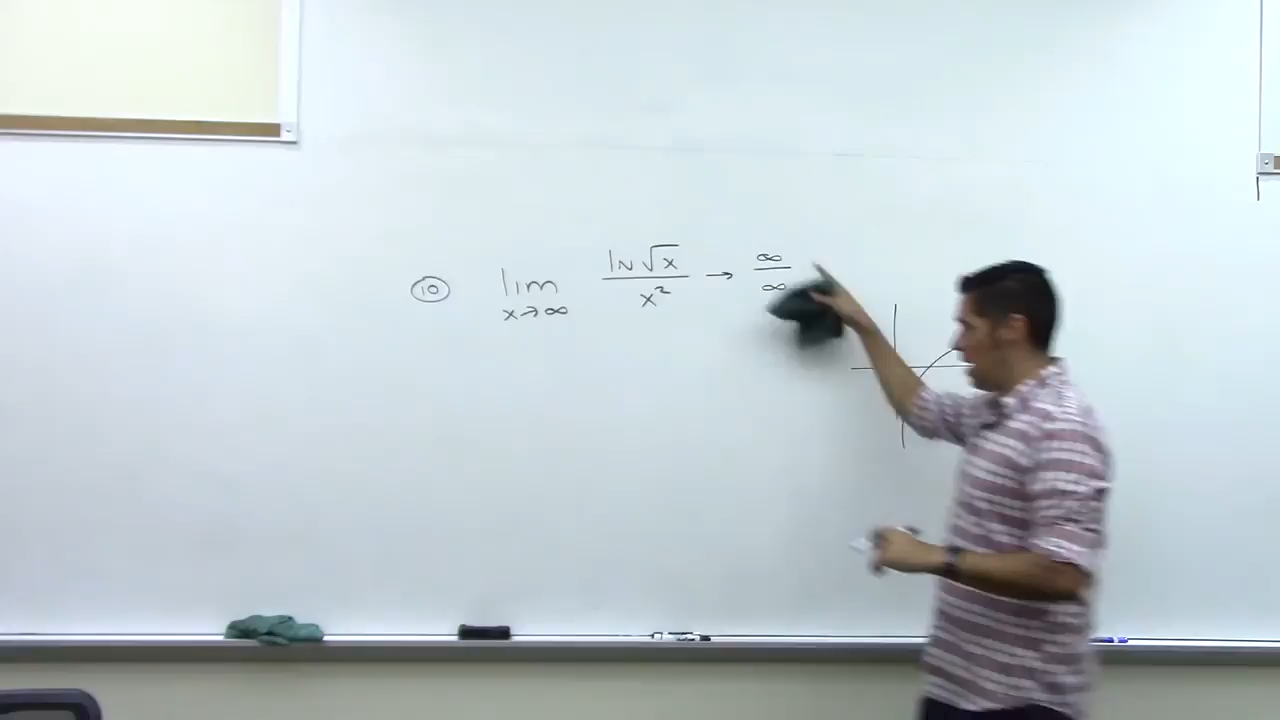 ⑩ lim x→∞ ln √x / x² → ∞ / ∞